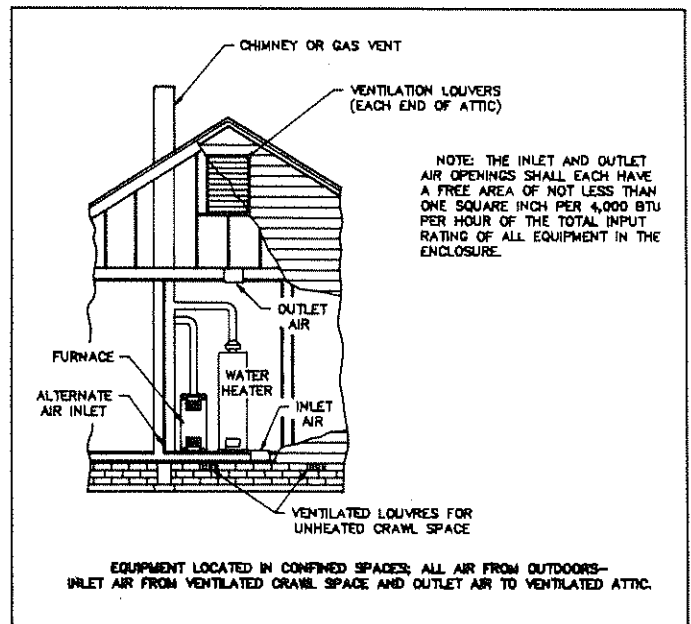 CHIMNEY OR GAS VENT
VENTILATION LOUVERS
(EACH END OF ATTIC)
NOTE: THE INLET AND OUTLET
AIR OPENINGS SHALL EACH HAVE
A FREE AREA OF NOT LESS THAN
ONE SQUARE INCH PER 4,000 BTU
PER HOUR OF THE TOTAL INPUT
RATING OF ALL EQUIPMENT IN THE
ENCLOSURE.
OUTLET
AIR
FURNACE
WATER
HEATER
ALTERNATE
AIR INLET
INLET
AIR
VENTILATED LOUVRES FOR
UNHEATED CRAWL SPACE
EQUIPMENT LOCATED IN CONFINED SPACES; ALL AIR FROM OUTDOORS—
INLET AIR FROM VENTILATED CRAWL SPACE AND OUTLET AIR TO VENTILATED ATTIC.